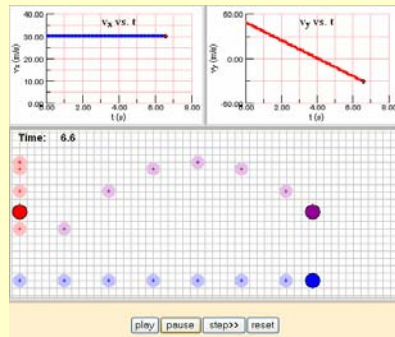 vx vs. t
vx (m/s)
40.00
30.00
20.00
10.00
0.00
0.00 2.00 4.00 6.00 8.00
t (s)
vy vs. t
vy (m/s)
50.00
0.00
-50.00
0.00 2.00 4.00 6.00 8.00
t (s)
Time: 6.6
play pause step>> reset